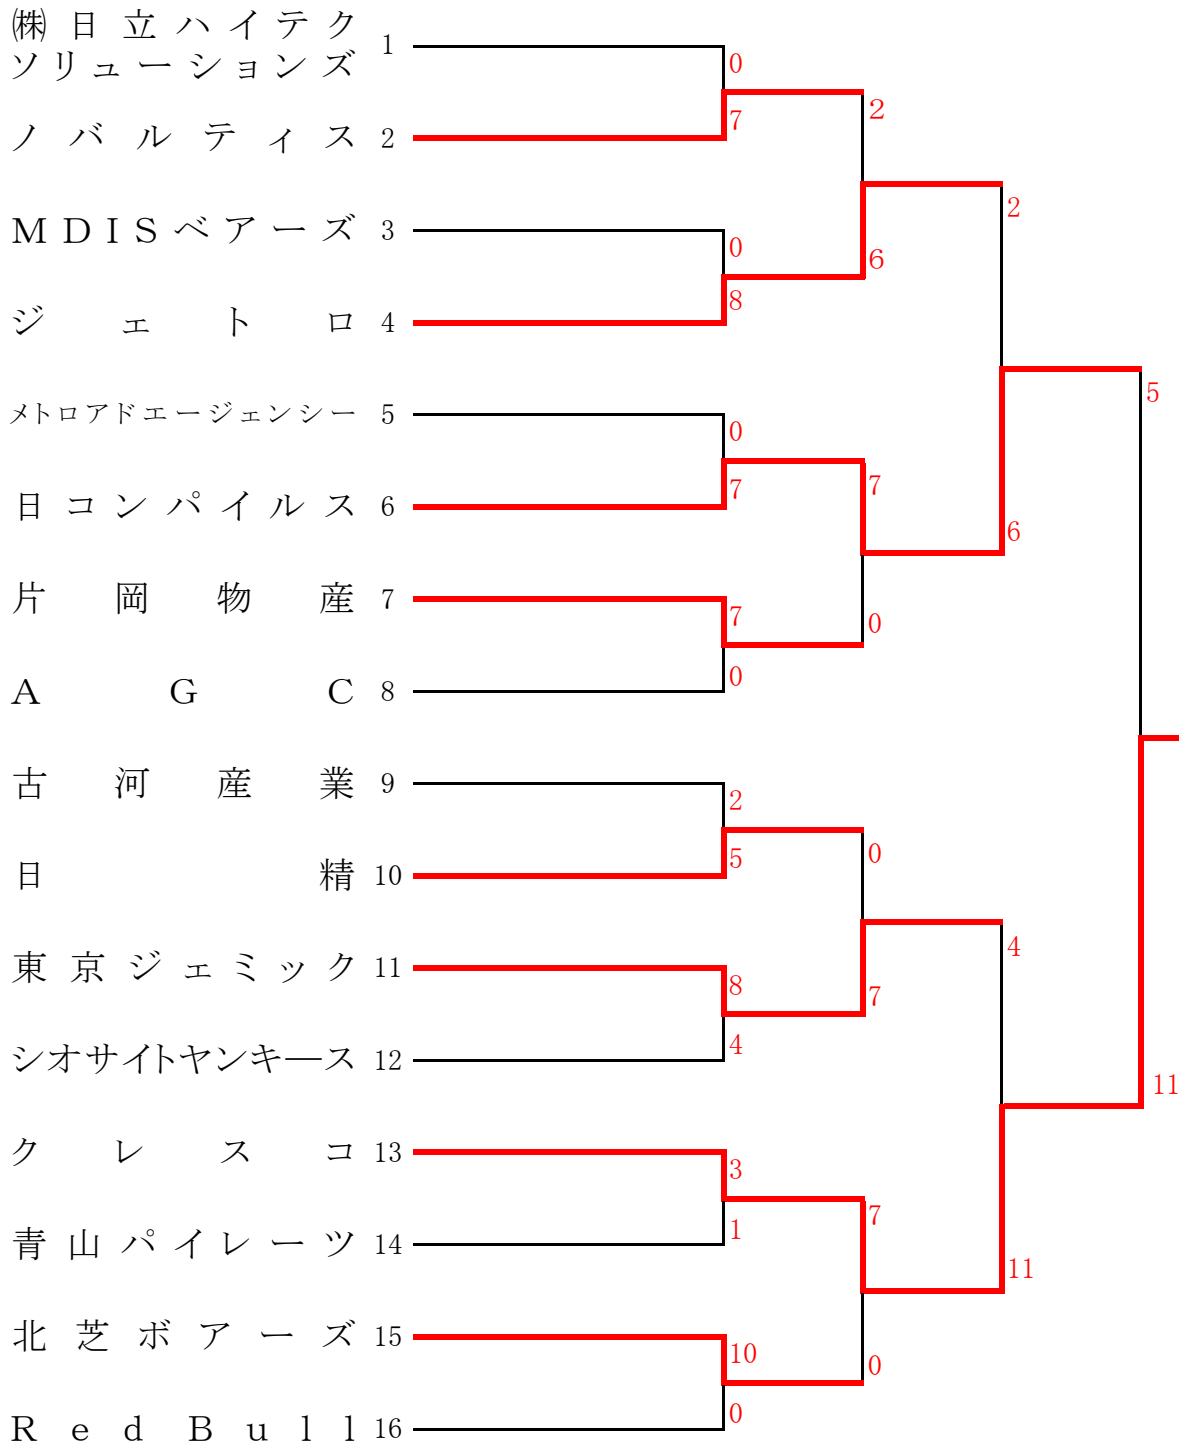 ㈱日立ハイテク
ソリューションズ 1
0
2
7
ノバルティス 2
2
MDISベアーズ 3
0
6
8
ジェトロ 4
5
メトロアドエージェンシー 5
0
7
7
日コンパイルス 6
6
片岡物産 7
7
0
0
AGC 8
古河産業 9
2
0
5
日精 10
4
東京ジェミック 11
8
7
4
シオサイトヤンキース 12
11
クレスコ 13
3
7
1
青山パイレーツ 14
11
北芝ボアーズ 15
10
0
0
Red Bull 16